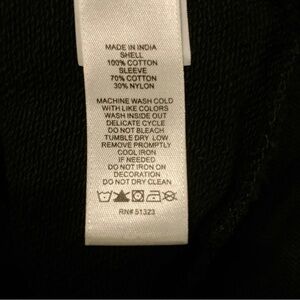 MADE IN INDIA
SHELL
100% COTTON
SLEEVE
70% COTTON
30% NYLON
MACHINE WASH COLD
WITH LIKE COLORS
WASH INSIDE OUT
DELICATE CYCLE
DO NOT BLEACH
TUMBLE DRY LOW
REMOVE PROMPTLY
COOL IRON
IF NEEDED
DO NOT IRON ON
DECORATION
DO NOT DRY CLEAN
RN# 51323